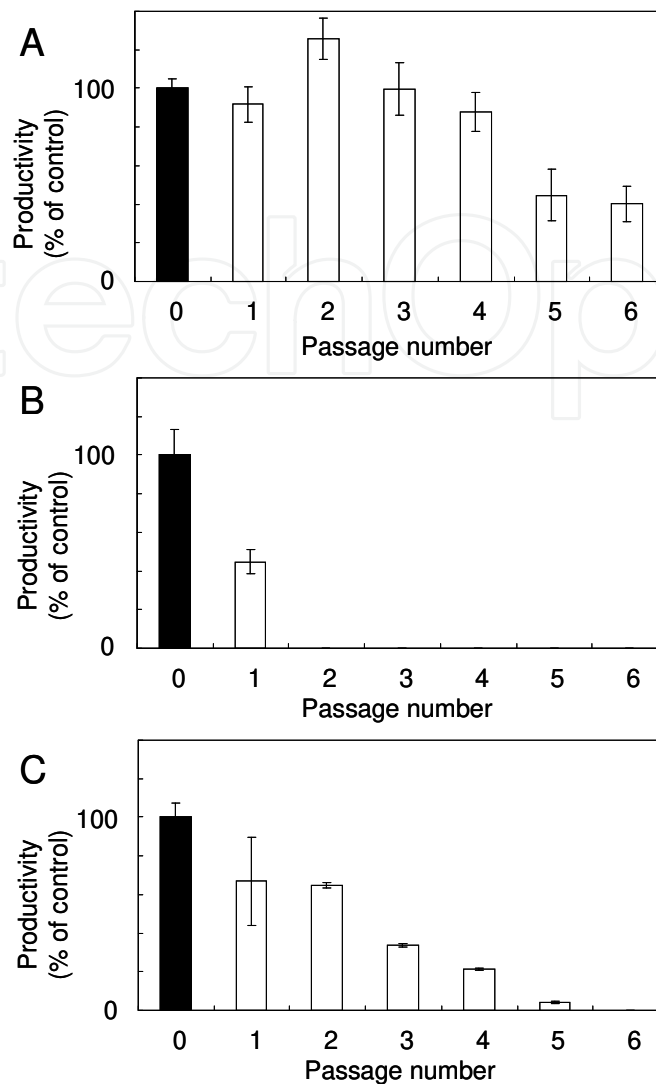 A
Productivity
(% of control)
100
0
0 1 2 3 4 5 6
Passage number
techOp
B
Productivity
(% of control)
100
0
0 1 2 3 4 5 6
Passage number
C
Productivity
(% of control)
100
0
0 1 2 3 4 5 6
Passage number